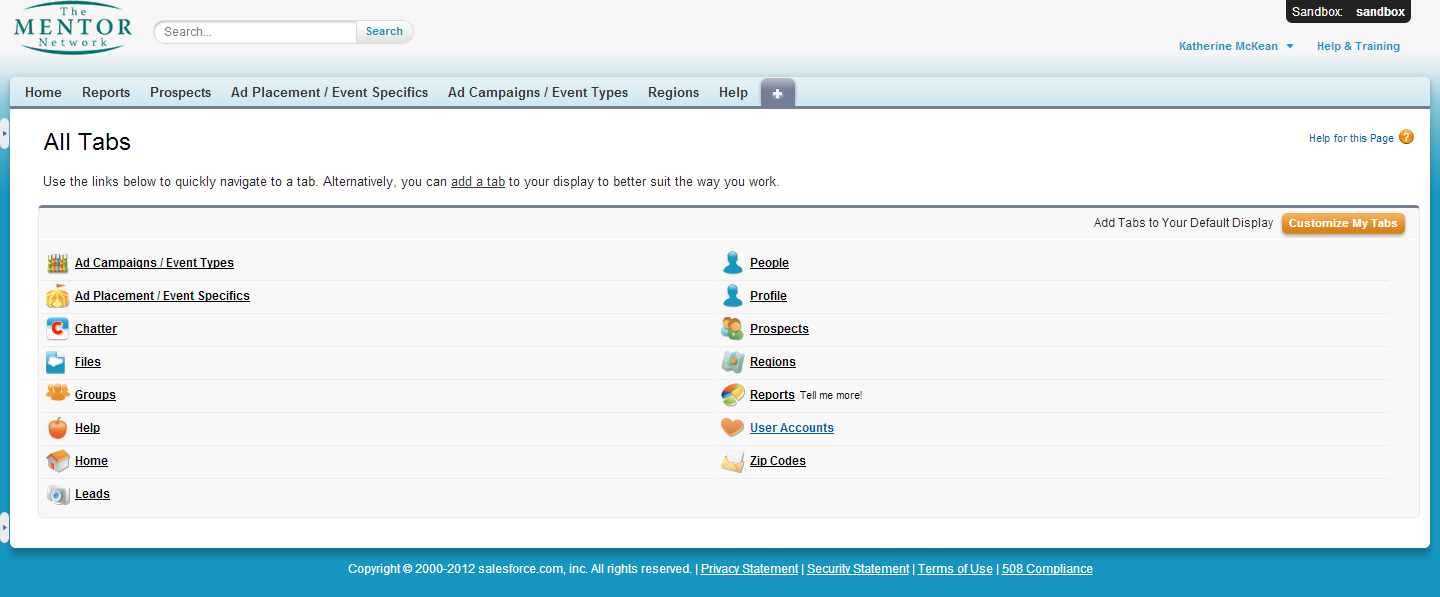 The
MENTOR
Network
Search...
Search
Sandbox: sandbox
Katherine McKean
Help & Training
Home Reports Prospects Ad Placement / Event Specifics Ad Campaigns / Event Types Regions Help
All Tabs
Help for this Page ?
Use the links below to quickly navigate to a tab. Alternatively, you can add a tab to your display to better suit the way you work.
Add Tabs to Your Default Display Customize My Tabs
Ad Campaigns / Event Types
Ad Placement / Event Specifics
Chatter
Files
Groups
Help
Home
Leads
People
Profile
Prospects
Regions
Reports Tell me more!
User Accounts
Zip Codes
Copyright © 2000-2012 salesforce.com, inc. All rights reserved. | Privacy Statement | Security Statement | Terms of Use | 508 Compliance